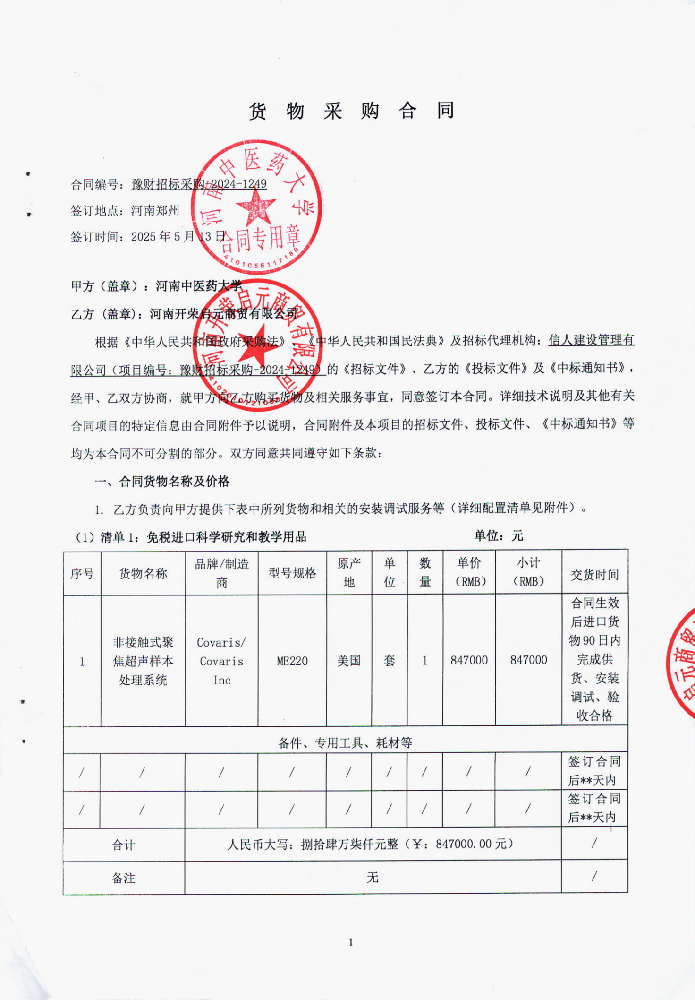 货物采购合同
合同编号：豫财招标采购-2024-1249
签订地点：河南郑州
签订时间：2025年5月13日
河南中医药大学
合同专用章
4101056117188
甲方（盖章）：河南中医药大学
乙方（盖章）：河南开荣启元商贸有限公司
河南开荣启元商贸有限公司
根据《中华人民共和国政府采购法》、《中华人民共和国民法典》及招标代理机构：信人建设管理有
限公司（项目编号：豫财招标采购-2024-1249）的《招标文件》、乙方的《投标文件》及《中标通知书》，
经甲、乙双方协商，就甲方向乙方购买货物及相关服务事宜，同意签订本合同。详细技术说明及其他有关
合同项目的特定信息由合同附件予以说明，合同附件及本项目的招标文件、投标文件、《中标通知书》等
均为本合同不可分割的部分。双方同意共同遵守如下条款：
一、合同货物名称及价格
1. 乙方负责向甲方提供下表中所列货物和相关的安装调试服务等（详细配置清单见附件）。
（1）清单1：免税进口科学研究和教学用品 单位：元
序号 货物名称 品牌/制造商 型号规格 原产地 单位 数量 单价（RMB） 小计（RMB） 交货时间
1 非接触式聚焦超声样本处理系统 Covaris/Covaris Inc ME220 美国 套 1 847000 847000 合同生效后进口货物90日内完成供货、安装调试、验收合格
备件、专用工具、耗材等
/ / / / / / / / / 签订合同后**天内
/ / / / / / / / / 签订合同后**天内
合计 人民币大写：捌拾肆万柒仟元整（￥：847000.00元） /
备注 无 /
启元商贸
1